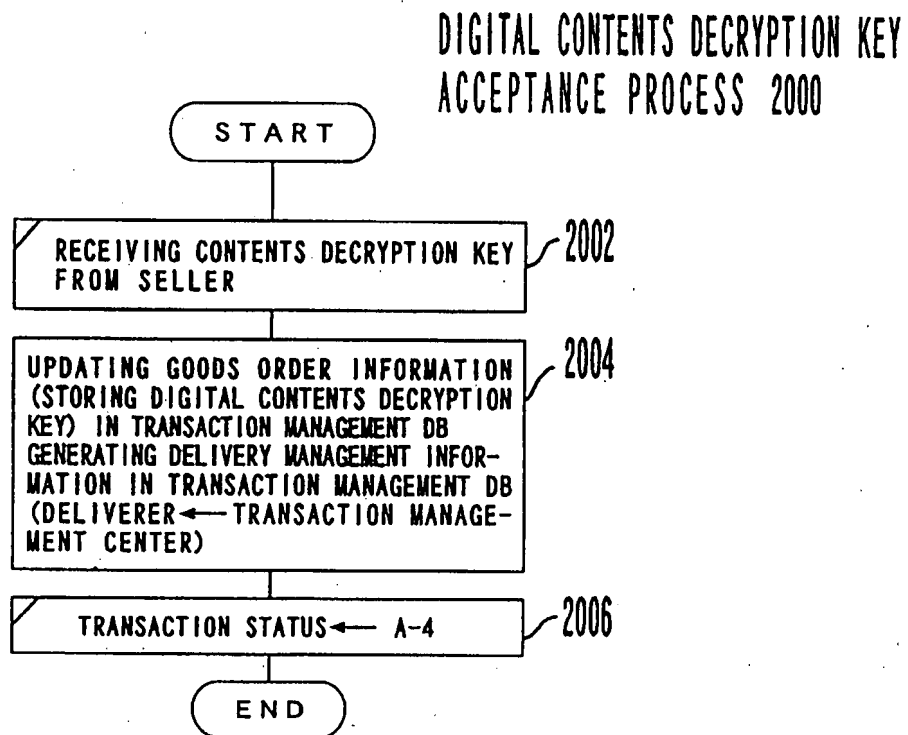 DIGITAL CONTENTS DECRYPTION KEY
ACCEPTANCE PROCESS 2000
START
RECEIVING CONTENTS DECRYPTION KEY
FROM SELLER
2002
UPDATING GOODS ORDER INFORMATION
(STORING DIGITAL CONTENTS DECRYPTION
KEY) IN TRANSACTION MANAGEMENT DB
GENERATING DELIVERY MANAGEMENT INFOR-
MATION IN TRANSACTION MANAGEMENT DB
(DELIVERER ← TRANSACTION MANAGE-
MENT CENTER)
2004
TRANSACTION STATUS ← A-4
2006
END